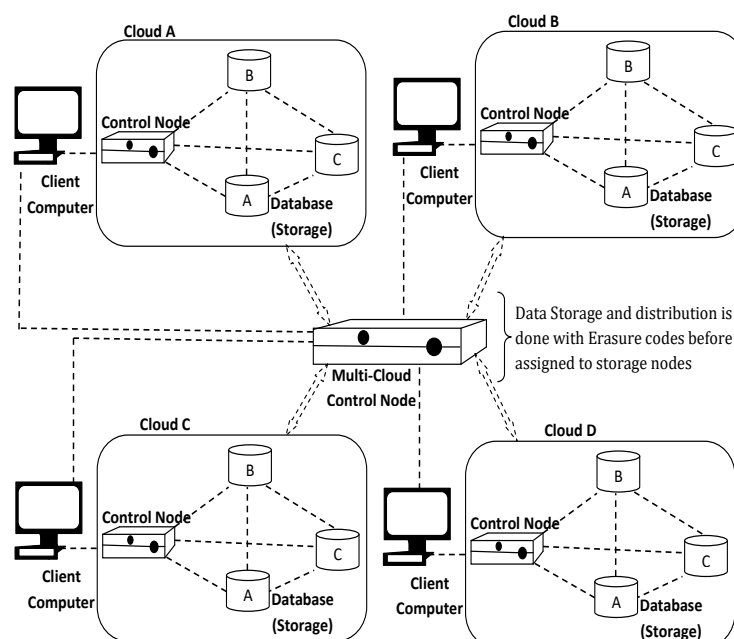 Cloud A
B
Control Node
C
A
Client
Computer
Database
(Storage)
Cloud B
B
Control Node
C
A
Client
Computer
Database
(Storage)
Data Storage and distribution is
done with Erasure codes before
assigned to storage nodes
Multi-Cloud
Control Node
Cloud C
B
Control Node
C
A
Client
Computer
Database
(Storage)
Cloud D
B
Control Node
C
A
Client
Computer
Database
(Storage)